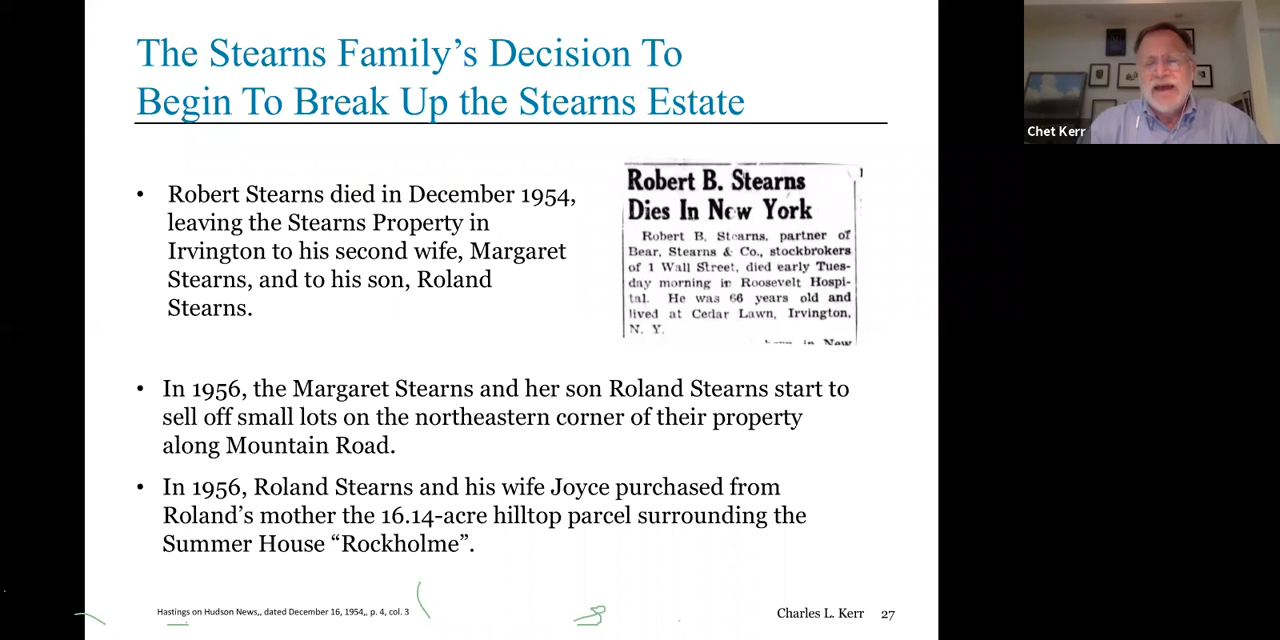 The Stearns Family's Decision To
Begin To Break Up the Stearns Estate
• Robert Stearns died in December 1954,
leaving the Stearns Property in
Irvington to his second wife, Margaret
Stearns, and to his son, Roland
Stearns.
Robert B. Stearns
Dies In New York
Robert B. Stearns, partner of
Bear, Stearns & Co., stockbrokers
of 1 Wall Street, died early Tues-
day morning in Roosevelt Hospi-
tal. He was 66 years old and
lived at Cedar Lawn, Irvington,
N. Y.
in New
• In 1956, the Margaret Stearns and her son Roland Stearns start to
sell off small lots on the northeastern corner of their property
along Mountain Road.
• In 1956, Roland Stearns and his wife Joyce purchased from
Roland's mother the 16.14-acre hilltop parcel surrounding the
Summer House “Rockholme”.
Hastings on Hudson News,, dated December 16, 1954,, p. 4, col. 3
Charles L. Kerr 27
Chet Kerr